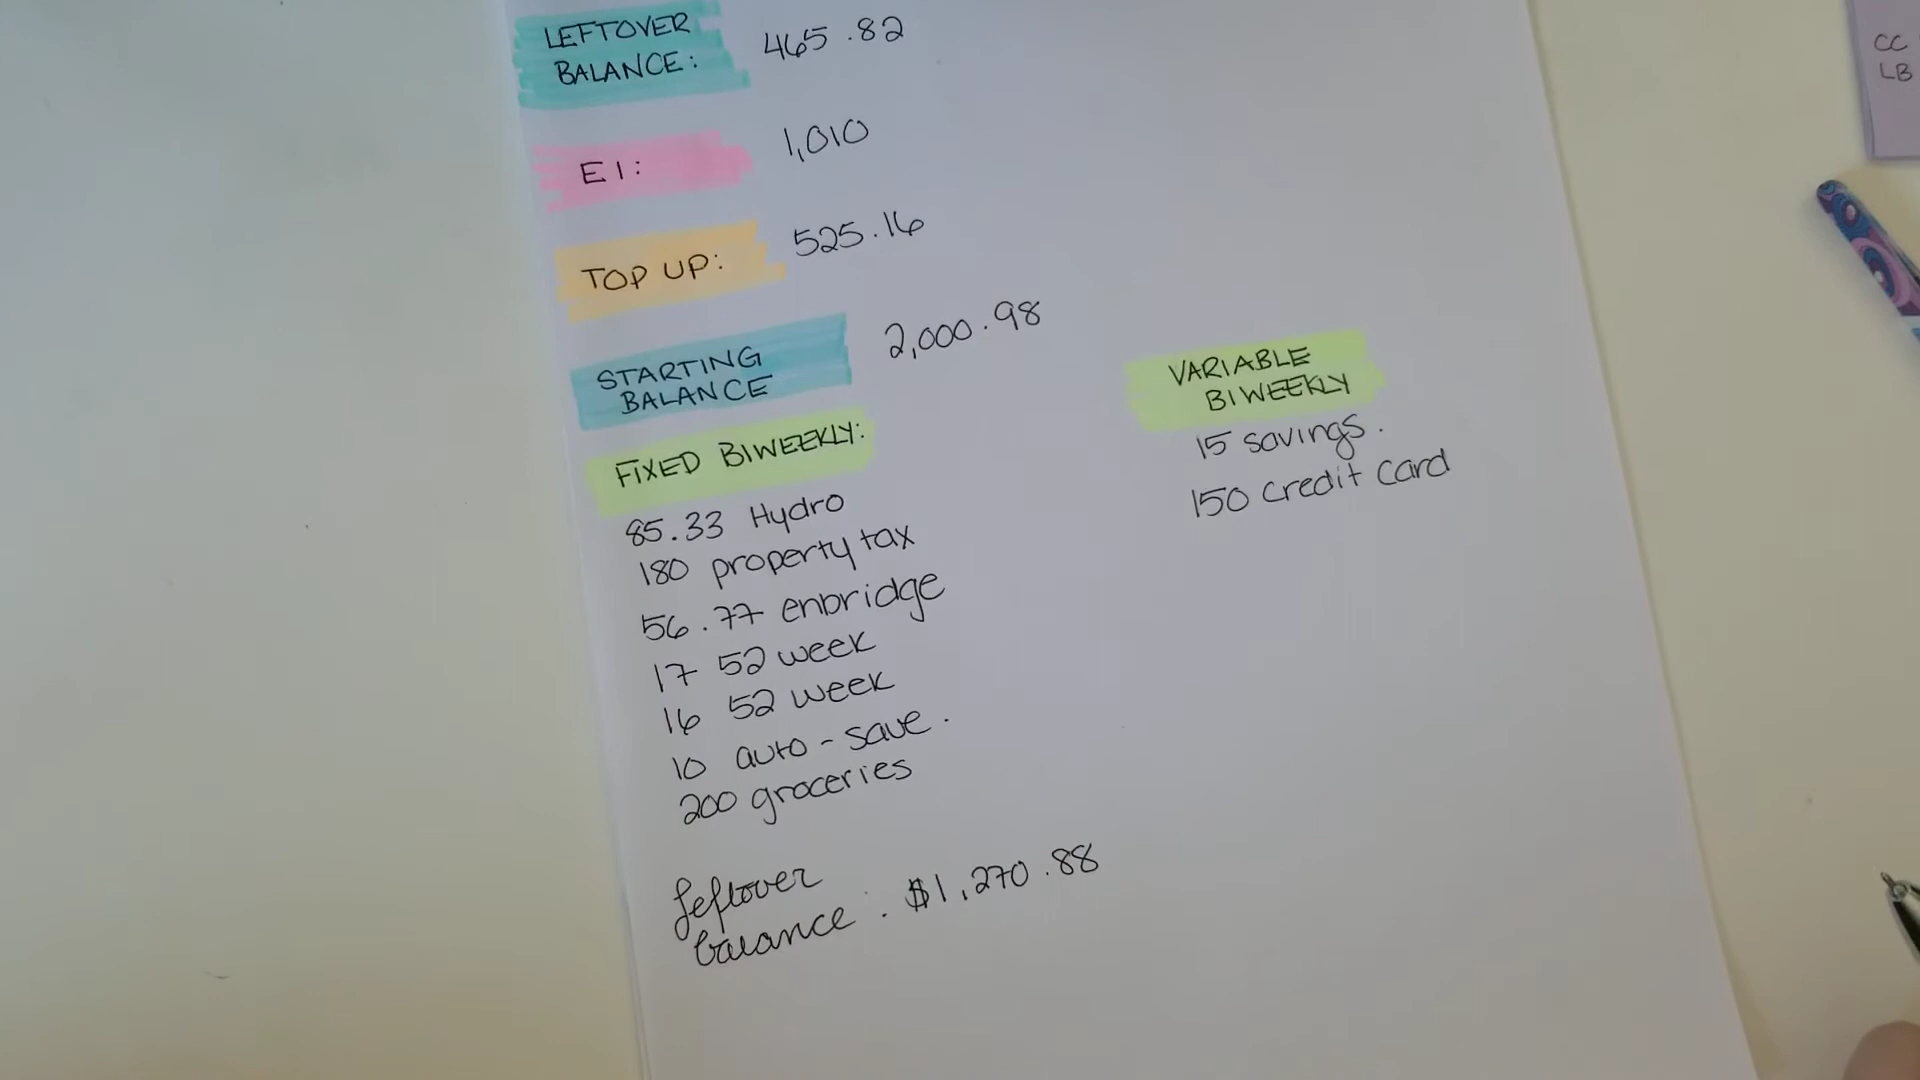 LEFTOVER
BALANCE: 465.82
EI: 1,010
TOP UP: 525.16
STARTING
BALANCE 2,000.98
FIXED BIWEEKLY:
85.33 Hydro
180 property tax
56.77 enbridge
17 52 week
16 52 week
10 auto-save.
200 groceries
VARIABLE
BIWEEKLY
15 savings.
150 Credit Card
leftover
balance: $1,270.88
CC
LB